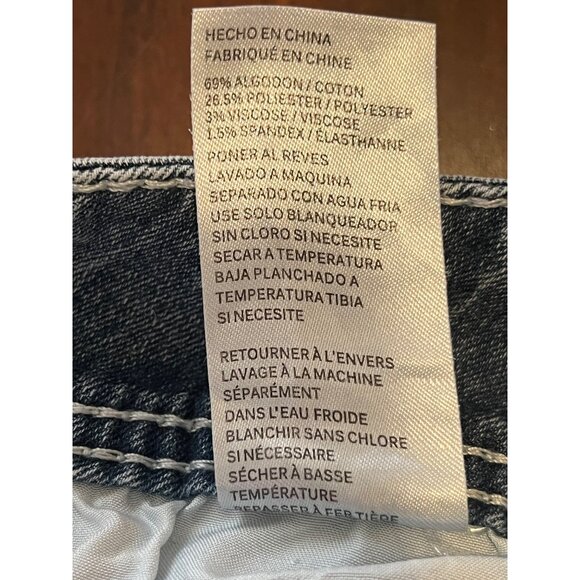 HECHO EN CHINA
FABRIQUÉ EN CHINE
69% ALGODON / COTON
26.5% POLIESTER / POLYESTER
3% VISCOSE / VISCOSE
1.5% SPANDEX / ÉLASTHANNE
PONER AL REVES
LAVADO A MAQUINA
SEPARADO CON AGUA FRIA
USE SOLO BLANQUEADOR
SIN CLORO SI NECESITE
SECAR A TEMPERATURA
BAJA PLANCHADO A
TEMPERATURA TIBIA
SI NECESITE
RETOURNER À L'ENVERS
LAVAGE À LA MACHINE
SÉPARÉMENT
DANS L'EAU FROIDE
BLANCHIR SANS CHLORE
SI NÉCESSAIRE
SÉCHER À BASSE
TEMPÉRATURE
REPASSER À FER TIÈRE